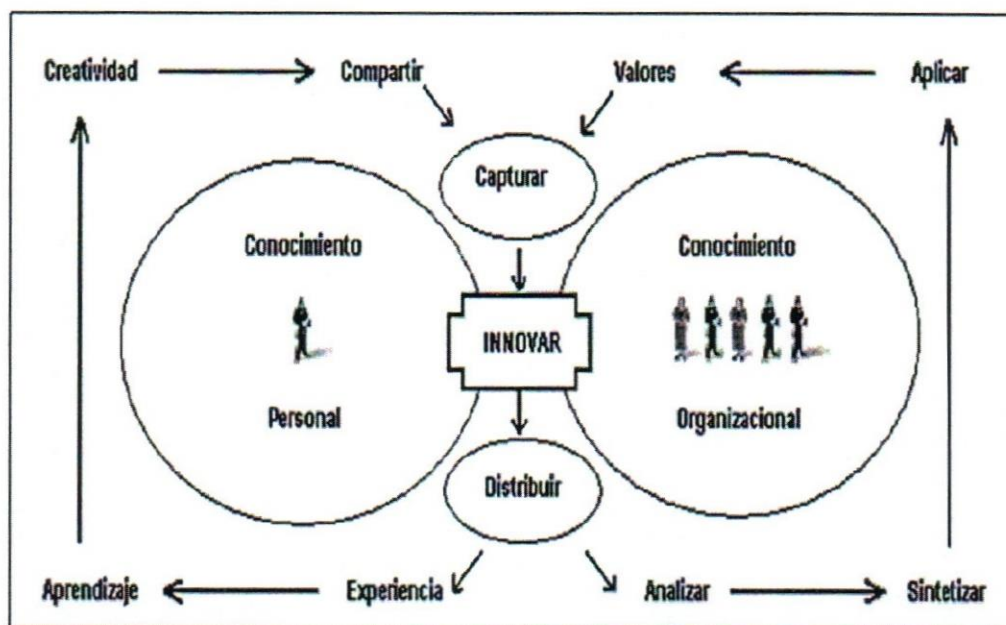 Creatividad Compartir Valores Aplicar
Capturar
Conocimiento Conocimiento
INNOVAR
Personal Organizacional
Distribuir
Aprendizaje Experiencia Analizar Sintetizar